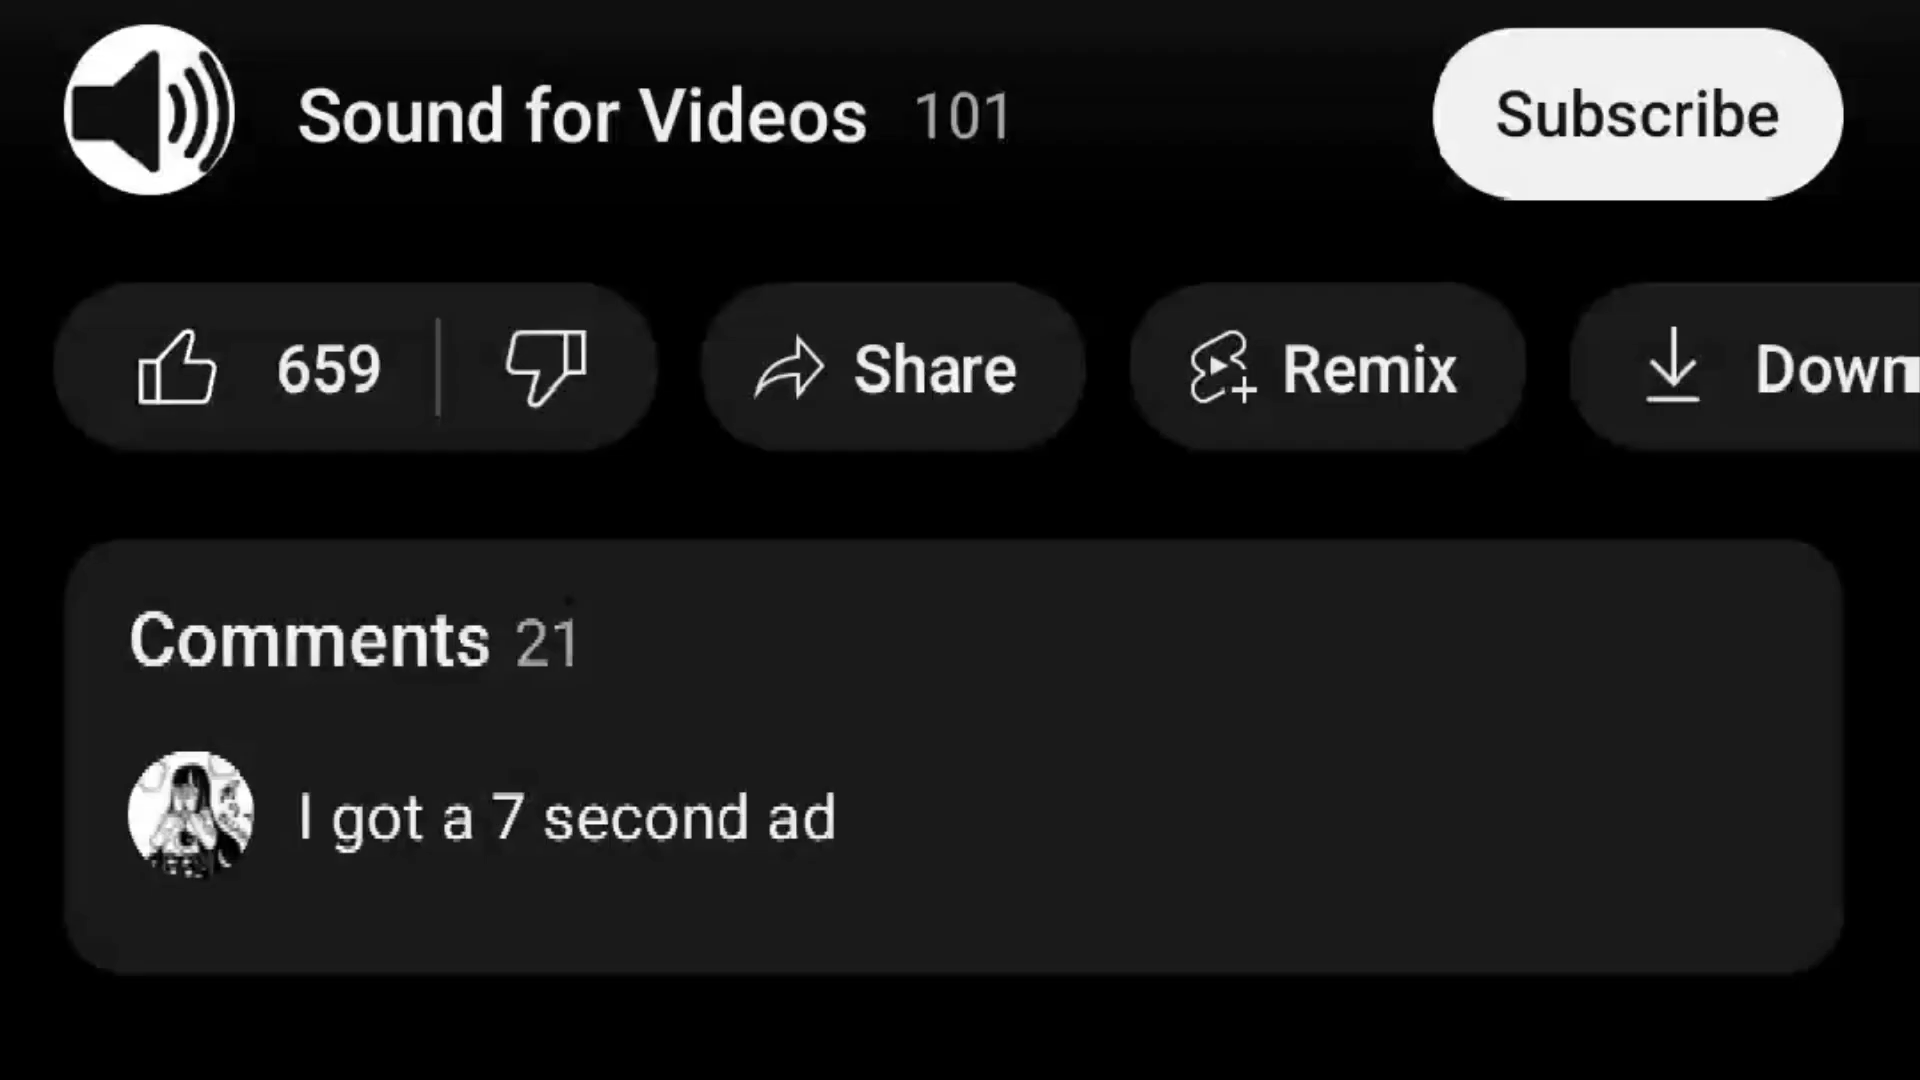 Sound for Videos 101
Subscribe
659
Share
Remix
Down
Comments 21
I got a 7 second ad